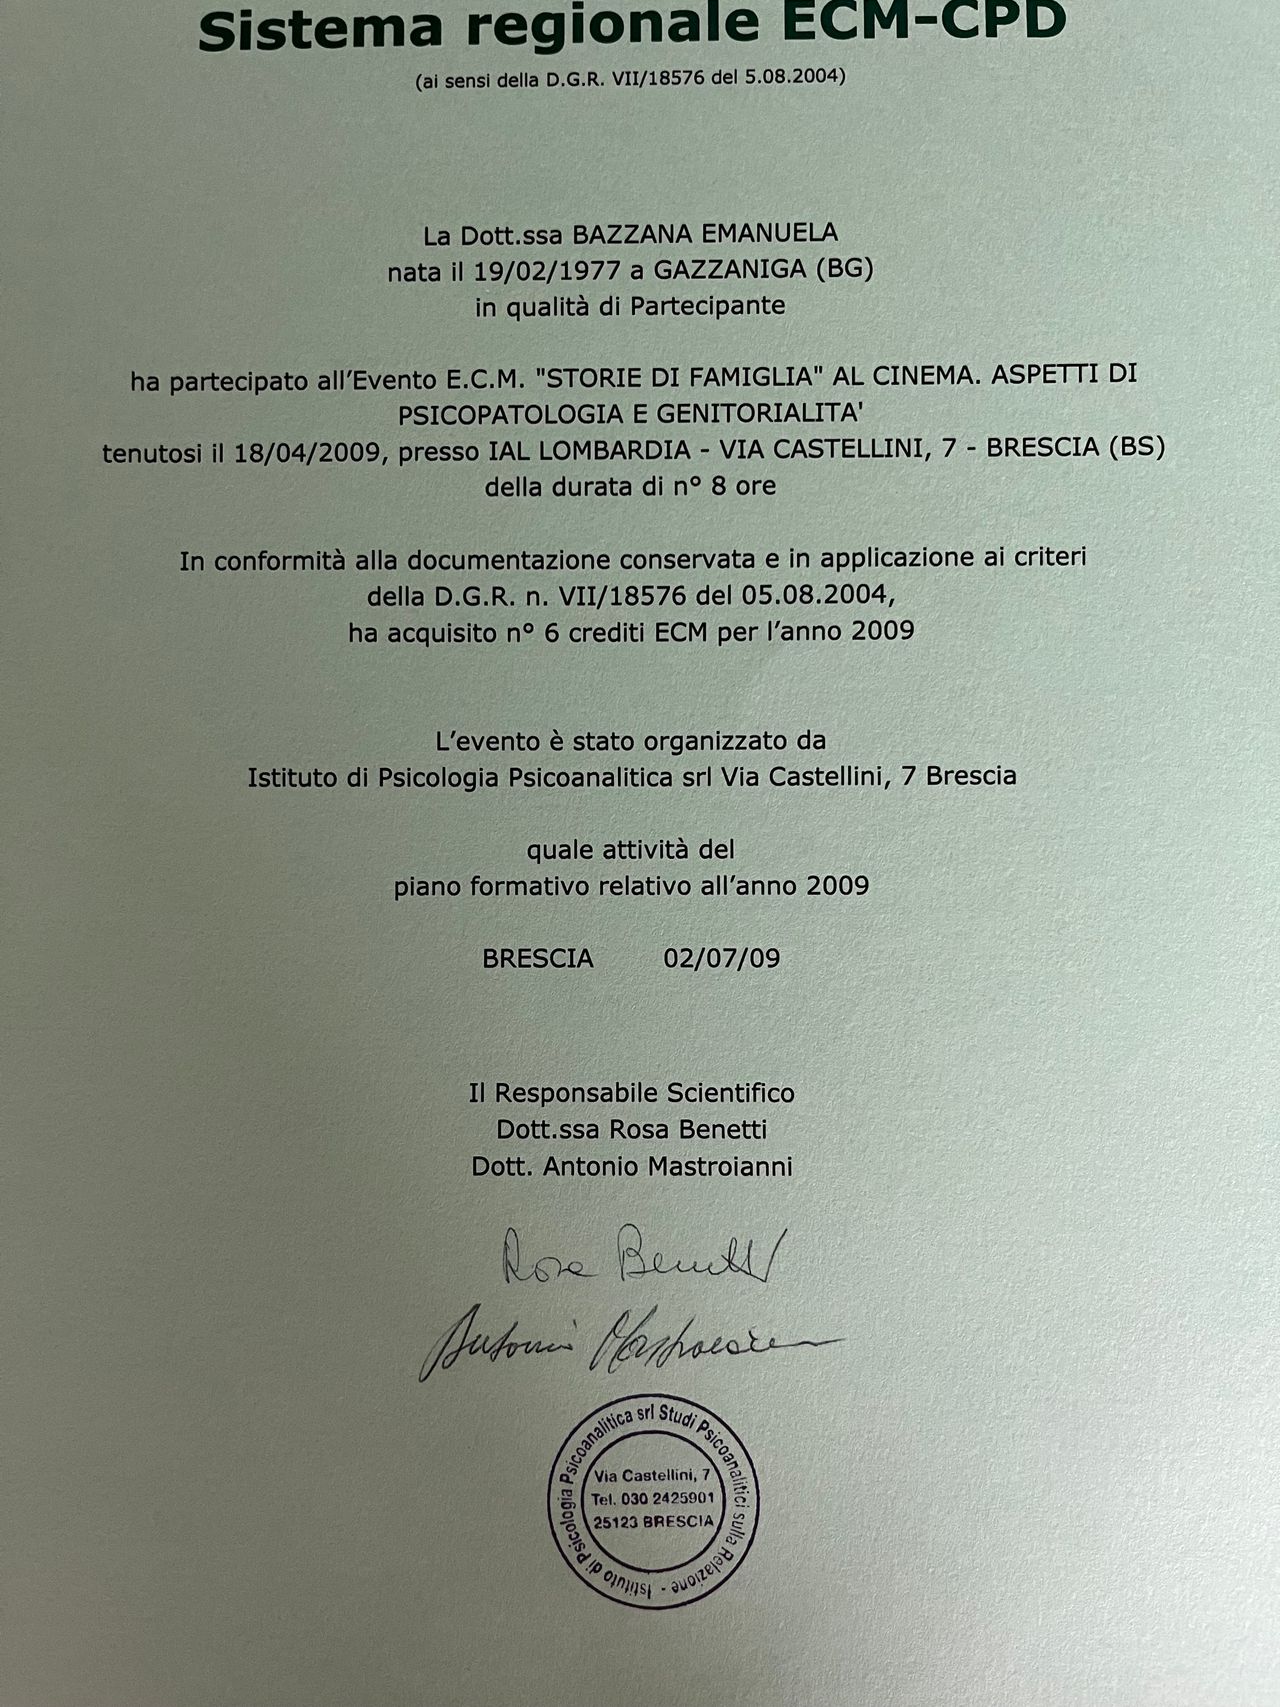 Sistema regionale ECM-CPD
(ai sensi della D.G.R. VII/18576 del 5.08.2004)
La Dott.ssa BAZZANA EMANUELA
nata il 19/02/1977 a GAZZANIGA (BG)
in qualità di Partecipante
ha partecipato all’Evento E.C.M. "STORIE DI FAMIGLIA" AL CINEMA. ASPETTI DI
PSICOPATOLOGIA E GENITORIALITA'
tenutosi il 18/04/2009, presso IAL LOMBARDIA - VIA CASTELLINI, 7 - BRESCIA (BS)
della durata di n° 8 ore
In conformità alla documentazione conservata e in applicazione ai criteri
della D.G.R. n. VII/18576 del 05.08.2004,
ha acquisito n° 6 crediti ECM per l’anno 2009
L’evento è stato organizzato da
Istituto di Psicologia Psicoanalitica srl Via Castellini, 7 Brescia
quale attività del
piano formativo relativo all’anno 2009
BRESCIA 02/07/09
Il Responsabile Scientifico
Dott.ssa Rosa Benetti
Dott. Antonio Mastroianni
Rosa Benetti
Antonio Mastroianni
Istituto di Psicologia Psicoanalitica srl Studi Psicoanalitici sulla Relazione -
Via Castellini, 7
Tel. 030 2425901
25123 BRESCIA